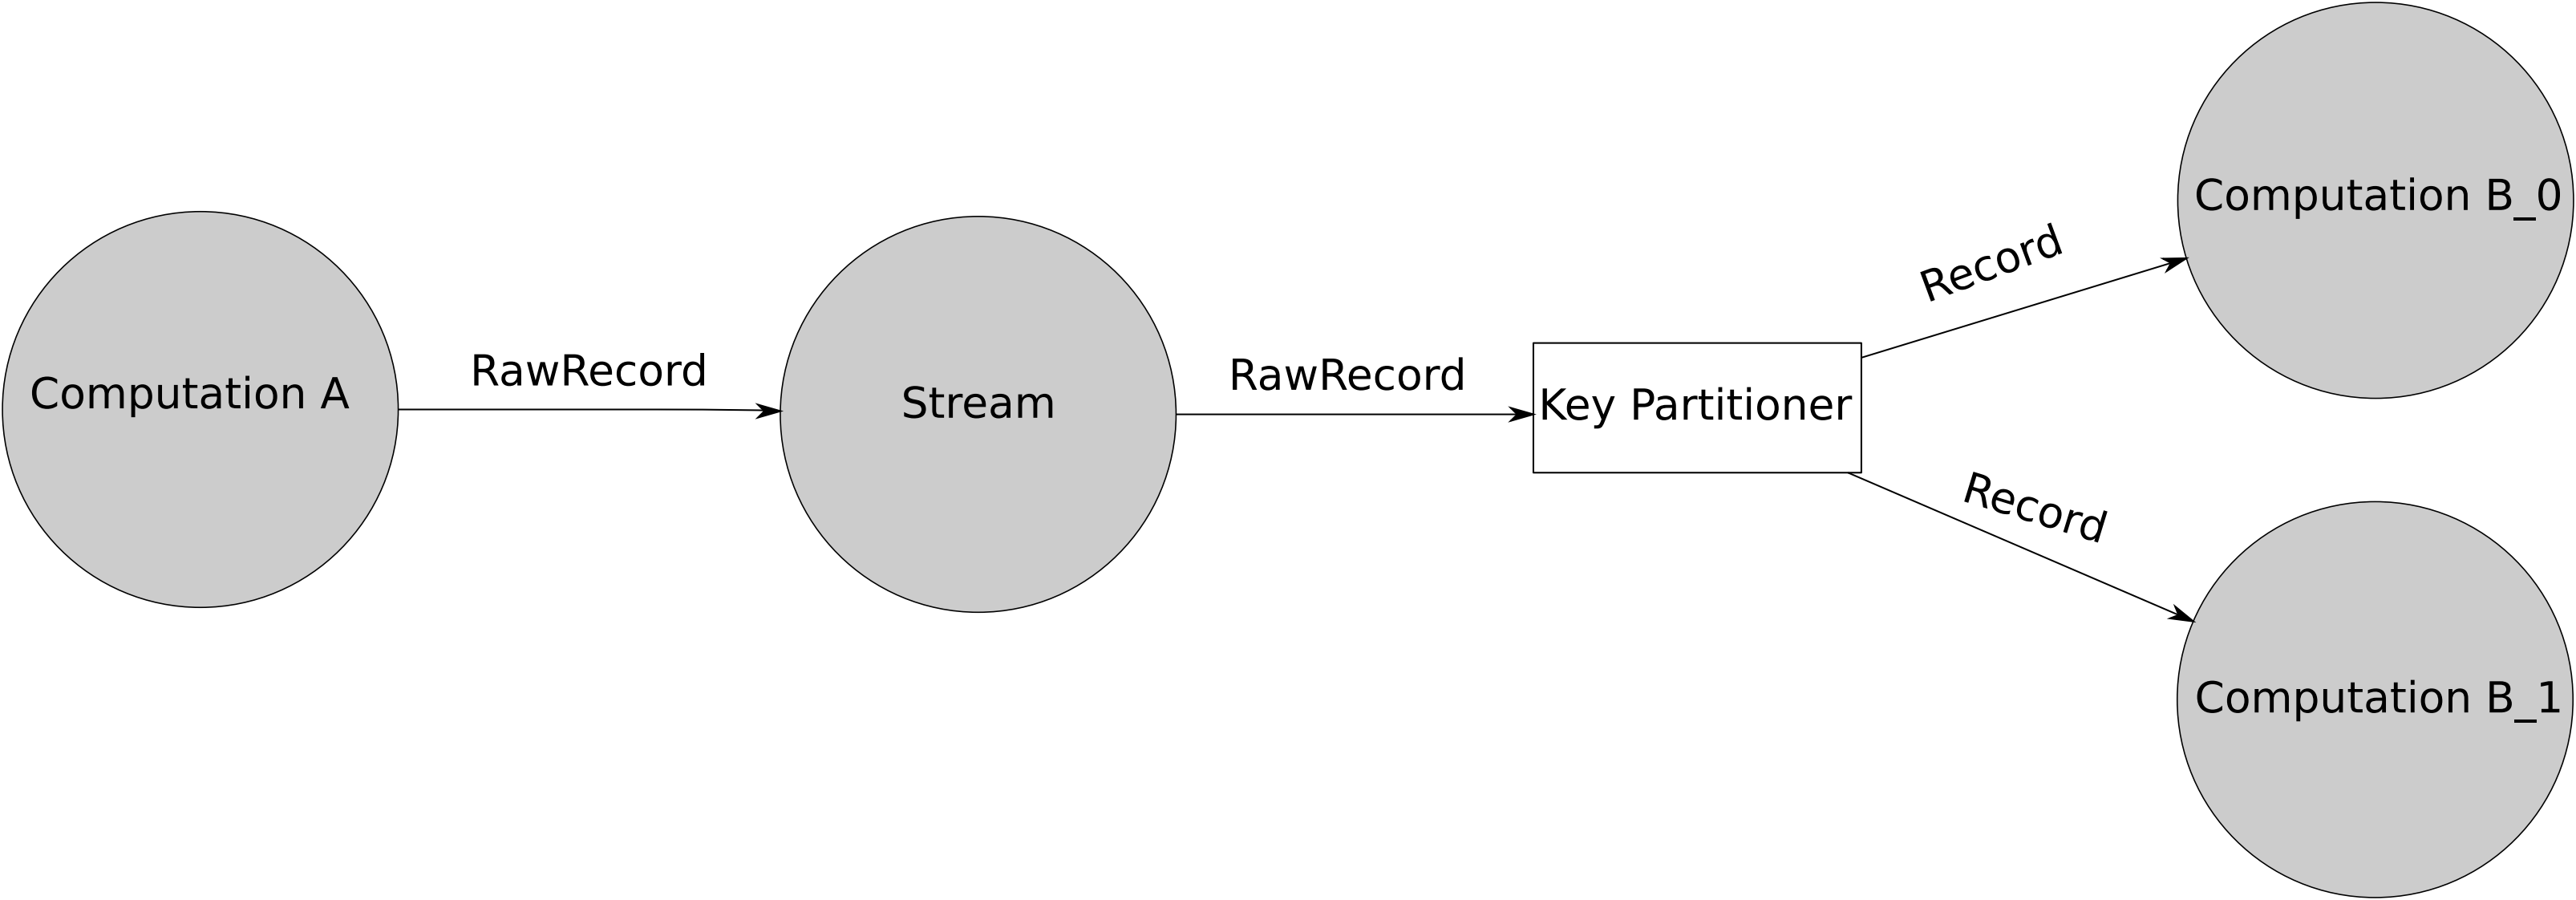 Computation A
RawRecord
Stream
RawRecord
Key Partitioner
Record
Computation B_0
Record
Computation B_1